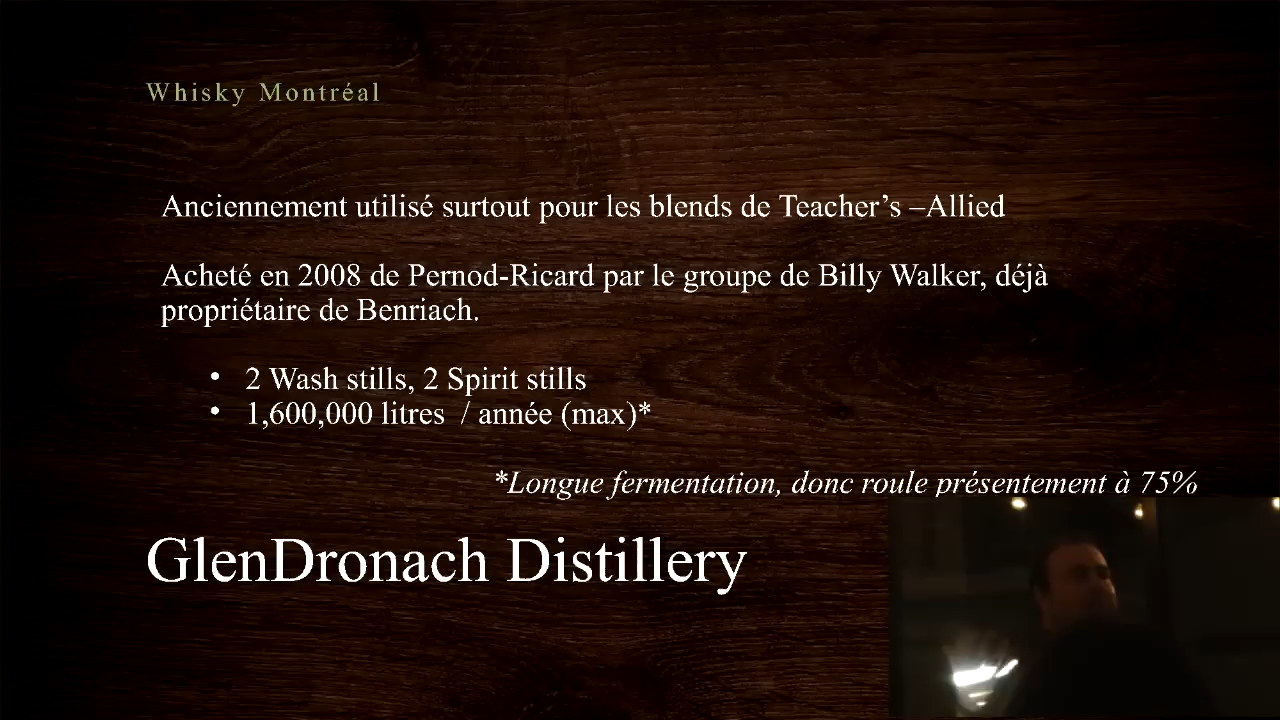 Whisky Montréal
Anciennement utilisé surtout pour les blends de Teacher’s –Allied
Acheté en 2008 de Pernod-Ricard par le groupe de Billy Walker, déjà
propriétaire de Benriach.
• 2 Wash stills, 2 Spirit stills
• 1,600,000 litres / année (max)*
*Longue fermentation, donc roule présentement à 75%
GlenDronach Distillery